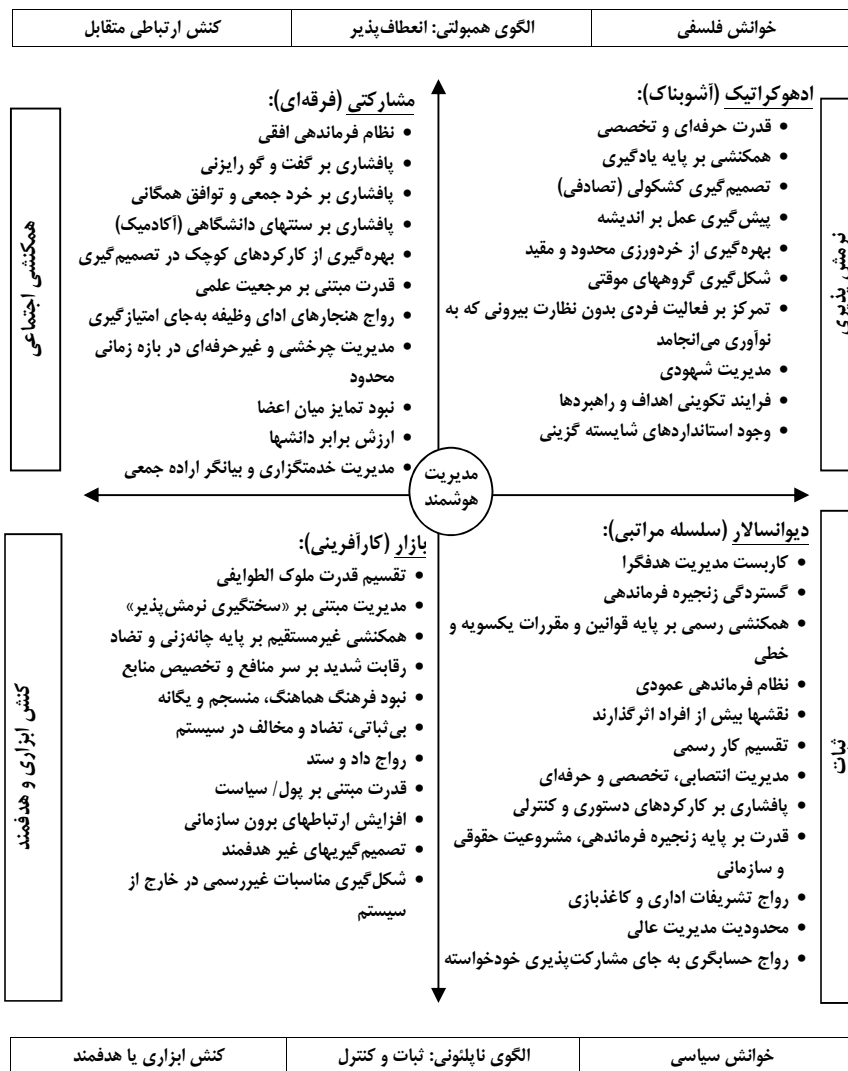 خوانش فلسفی
الگوی همبولتی: انعطاف‌پذیر
کنش ارتباطی متقابل
نرمش پذیری
ادهوکراتیک (آشوبناک):
• قدرت حرفه‌ای و تخصصی
• همکنشی بر پایه یادگیری
• تصمیم‌گیری کشکولی (تصادفی)
• پیش‌گیری عمل بر اندیشه
• بهره‌گیری از خردورزی محدود و مقید
• شکل‌گیری گروههای موقتی
• تمرکز بر فعالیت فردی بدون نظارت بیرونی که به
نوآوری می‌انجامد
• مدیریت شهودی
• فرایند تکوینی اهداف و راهبردها
• وجود استانداردهای شایسته گزینی
مشارکتی (فرقه‌ای):
• نظام فرماندهی افقی
• پافشاری بر گفت و گو رایزنی
• پافشاری بر خرد جمعی و توافق همگانی
• پافشاری بر سنتهای دانشگاهی (آکادمیک)
• بهره‌گیری از کارکردهای کوچک در تصمیم‌گیری
• قدرت مبتنی بر مرجعیت علمی
• رواج هنجارهای ادای وظیفه به‌جای امتیازگیری
• مدیریت چرخشی و غیرحرفه‌ای در بازه زمانی
محدود
• نبود تمایز میان اعضا
• ارزش برابر دانشها
• مدیریت خدمتگزاری و بیانگر اراده جمعی
همکنشی اجتماعی
مدیریت
هوشمند
ثبات
دیوانسالار (سلسله مراتبی):
• کاربست مدیریت هدفگرا
• گستردگی زنجیره فرماندهی
• همکنشی رسمی بر پایه قوانین و مقررات یکسویه و
خطی
• نظام فرماندهی عمودی
• نقشها بیش از افراد اثرگذارند
• تقسیم کار رسمی
• مدیریت انتصابی، تخصصی و حرفه‌ای
• پافشاری بر کارکردهای دستوری و کنترلی
• قدرت بر پایه زنجیره فرماندهی، مشروعیت حقوقی
و سازمانی
• رواج تشریفات اداری و کاغذبازی
• محدودیت مدیریت عالی
• رواج حسابگری به جای مشارکت‌پذیری خودخواسته
بازار (کارآفرینی):
• تقسیم قدرت ملوک الطوایفی
• مدیریت مبتنی بر «سختگیری نرمش‌پذیر»
• همکنشی غیرمستقیم بر پایه چانه‌زنی و تضاد
• رقابت شدید بر سر منافع و تخصیص منابع
• نبود فرهنگ هماهنگ، منسجم و یگانه
• بی‌ثباتی، تضاد و مخالف در سیستم
• رواج داد و ستد
• قدرت مبتنی بر پول/ سیاست
• افزایش ارتباطهای برون سازمانی
• تصمیم‌گیریهای غیر هدفمند
• شکل‌گیری مناسبات غیررسمی در خارج از
سیستم
کنش ابزاری و هدفمند
خوانش سیاسی
الگوی ناپلئونی: ثبات و کنترل
کنش ابزاری یا هدفمند